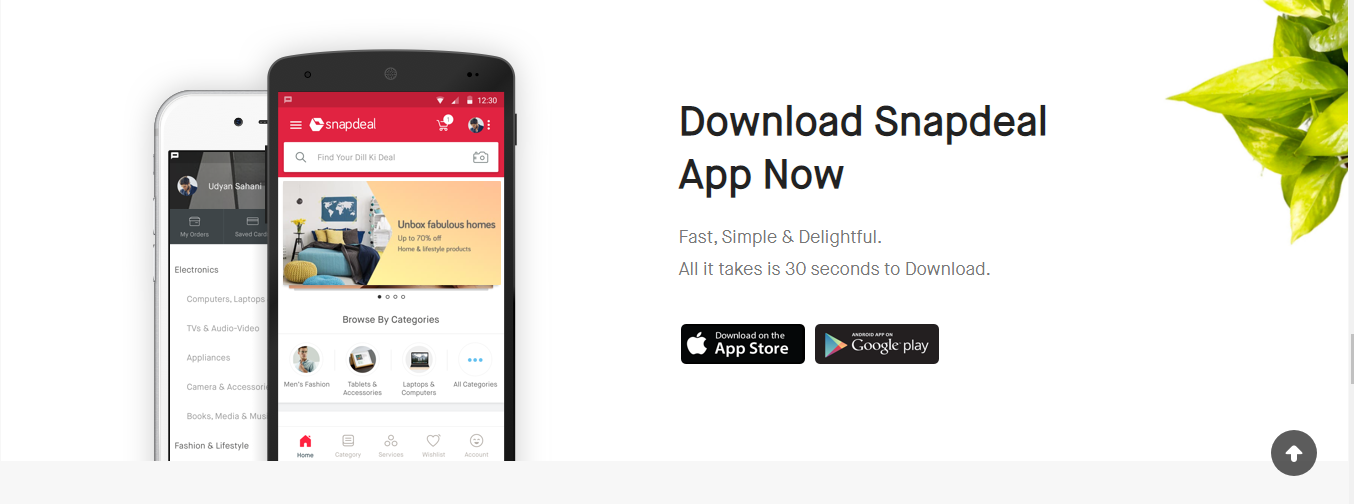 Udyan Sahani
My Orders
Saved Card
Electronics
Computers, Laptops
TVs & Audio-Video
Appliances
Camera & Accessorie
Books, Media & Musi
Fashion & Lifestyle
12:30
snapdeal
1
Find Your Dill Ki Deal
Unbox fabulous homes
Up to 70% off
Home & lifestyle products
Browse By Categories
Men's Fashion
Tablets &
Accessories
Laptops &
Computers
All Categories
Home
Category
Services
Wishlist
Account
Download Snapdeal
App Now
Fast, Simple & Delightful.
All it takes is 30 seconds to Download.
Download on the
App Store
ANDROID APP ON
Google play